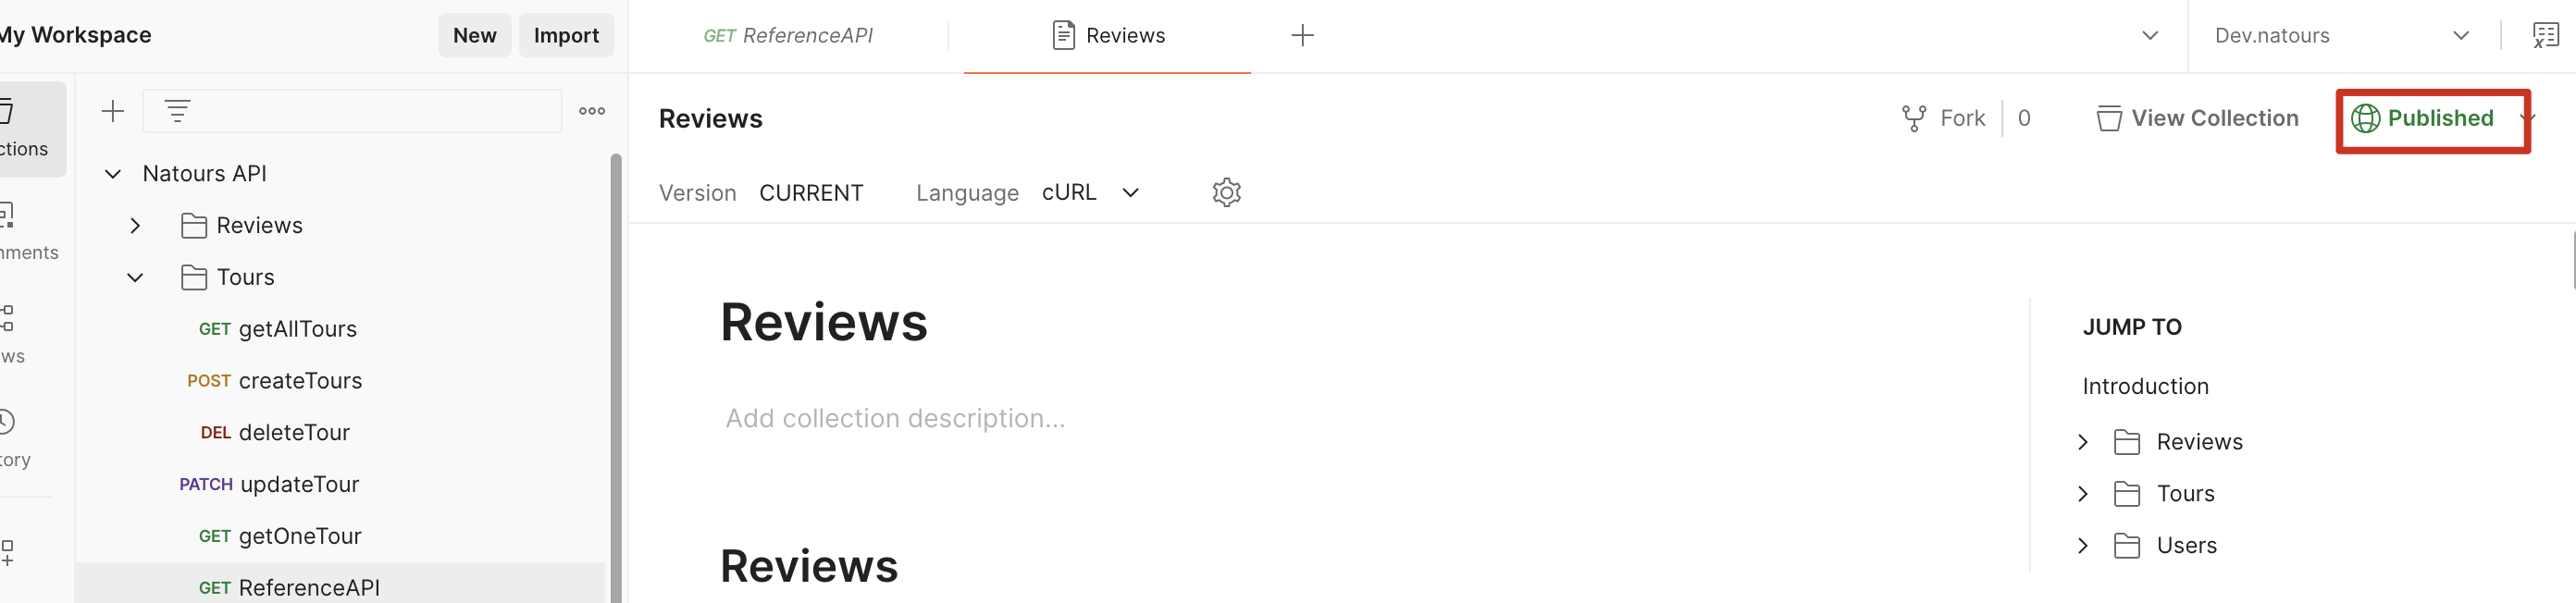 My Workspace
New
Import
GET ReferenceAPI
Reviews
Dev.natours
Reviews
Fork
0
View Collection
Published
Version CURRENT
Language cURL
Natours API
Reviews
Tours
GET getAllTours
POST createTours
DEL deleteTour
PATCH updateTour
GET getOneTour
GET ReferenceAPI
ctions
nments
ws
tory
Reviews
Add collection description...
Reviews
JUMP TO
Introduction
Reviews
Tours
Users